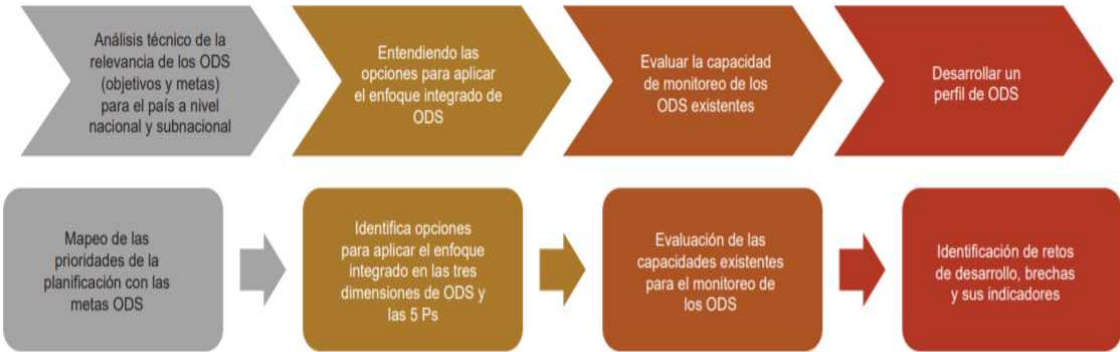 Análisis técnico de la
relevancia de los ODS
(objetivos y metas)
para el país a nivel
nacional y subnacional
Entendiendo las
opciones para aplicar
el enfoque integrado de
ODS
Evaluar la capacidad
de monitoreo de los
ODS existentes
Desarrollar un
perfil de ODS
Mapeo de las
prioridades de la
planificación con las
metas ODS
Identifica opciones
para aplicar el enfoque
integrado en las tres
dimensiones de ODS y
las 5 Ps
Evaluación de las
capacidades existentes
para el monitoreo de
los ODS
Identificación de retos
de desarrollo, brechas
y sus indicadores